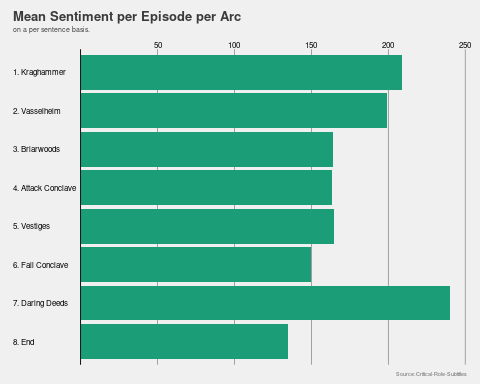 Mean Sentiment per Episode per Arc
on a per sentence basis.
50 100 150 200 250
1. Kraghammer
2. Vasselheim
3. Briarwoods
4. Attack Conclave
5. Vestiges
6. Fall Conclave
7. Daring Deeds
8. End
Source:Critical-Role-Subtitles